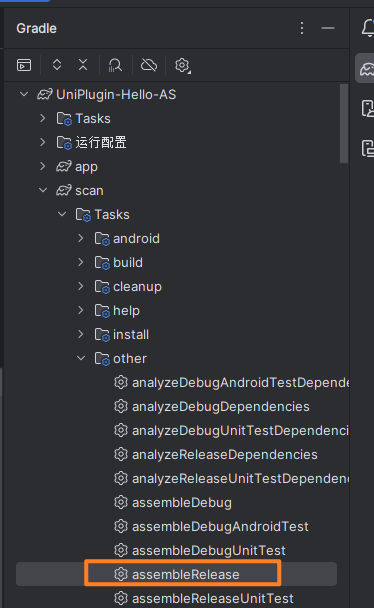 Gradle
UniPlugin-Hello-AS
Tasks
运行配置
app
scan
Tasks
android
build
cleanup
help
install
other
analyzeDebugAndroidTestDepende
analyzeDebugDependencies
analyzeDebugUnitTestDependenci
analyzeReleaseDependencies
analyzeReleaseUnitTestDependen
assembleDebug
assembleDebugAndroidTest
assembleDebugUnitTest
assembleRelease
assembleReleaseUnitTest